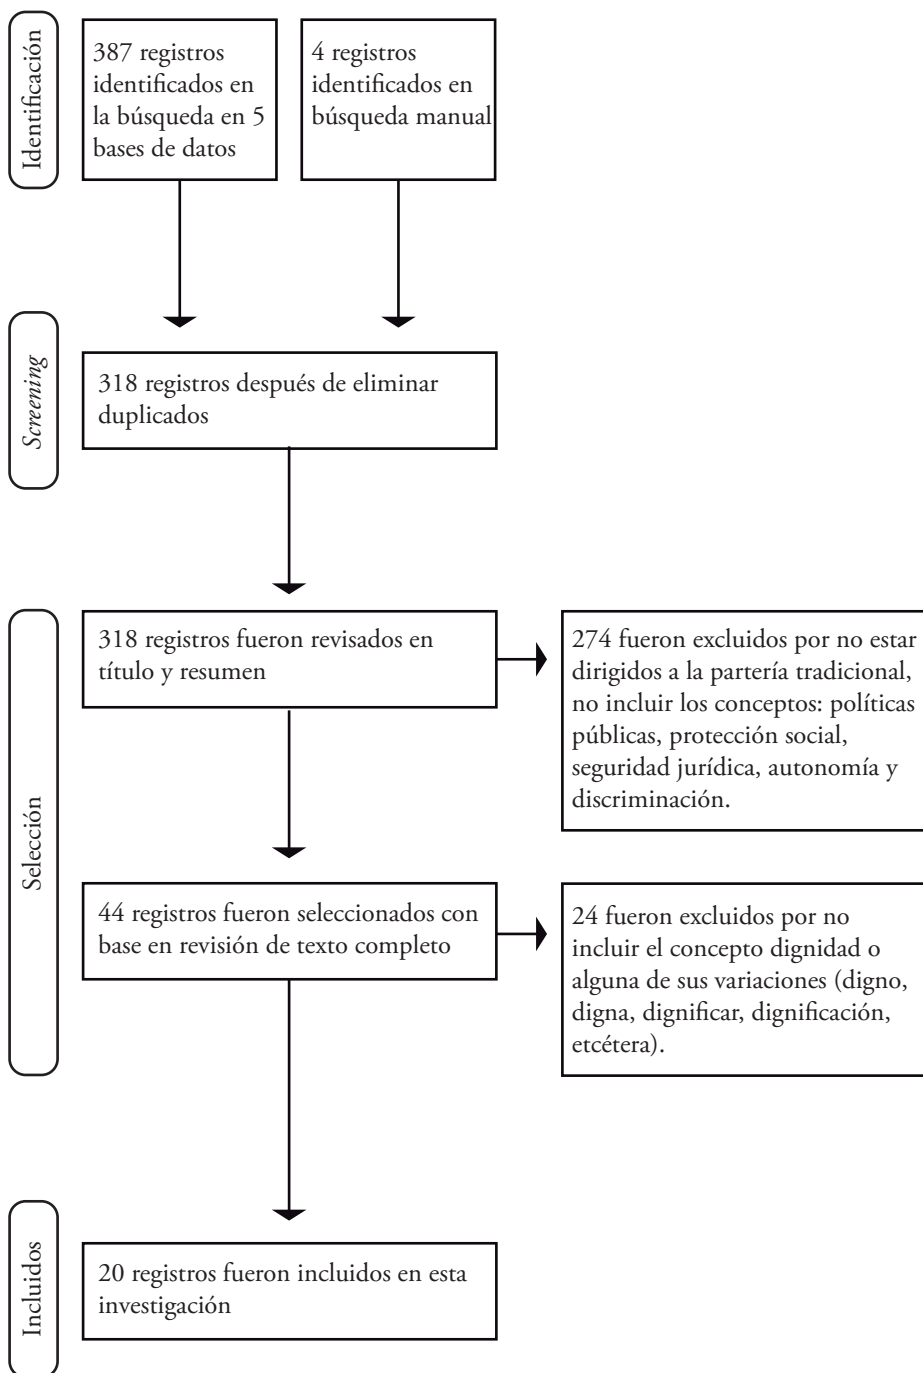 Identificación
387 registros
identificados en
la búsqueda en 5
bases de datos
4 registros
identificados en
búsqueda manual
Screening
318 registros después de eliminar
duplicados
Selección
318 registros fueron revisados en
título y resumen
274 fueron excluidos por no estar
dirigidos a la partería tradicional,
no incluir los conceptos: políticas
públicas, protección social,
seguridad jurídica, autonomía y
discriminación.
44 registros fueron seleccionados con
base en revisión de texto completo
24 fueron excluidos por no
incluir el concepto dignidad o
alguna de sus variaciones (digno,
digna, dignificar, dignificación,
etcétera).
Incluidos
20 registros fueron incluidos en esta
investigación